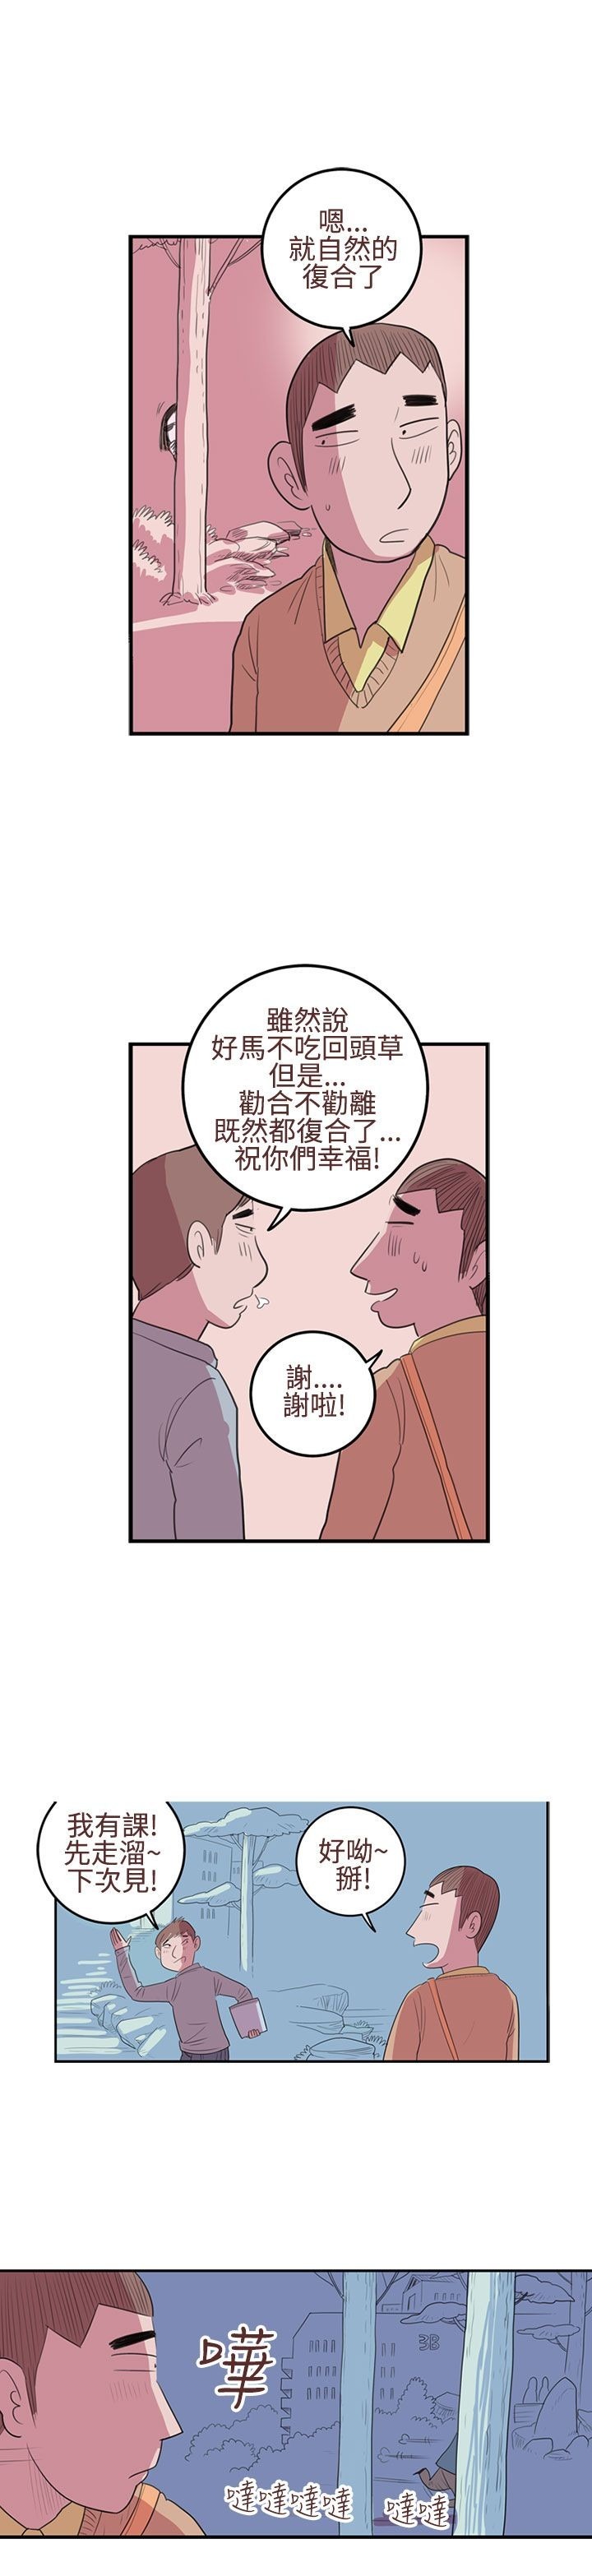 嗯...
就自然的
復合了
雖然說
好馬不吃回頭草
但是...
勸合不勸離
既然都復合了...
祝你們幸福!
謝....
謝啦!
我有課!
先走溜~
下次見!
好呦~
掰!
3B
嘩
噠噠噠噠 噠噠